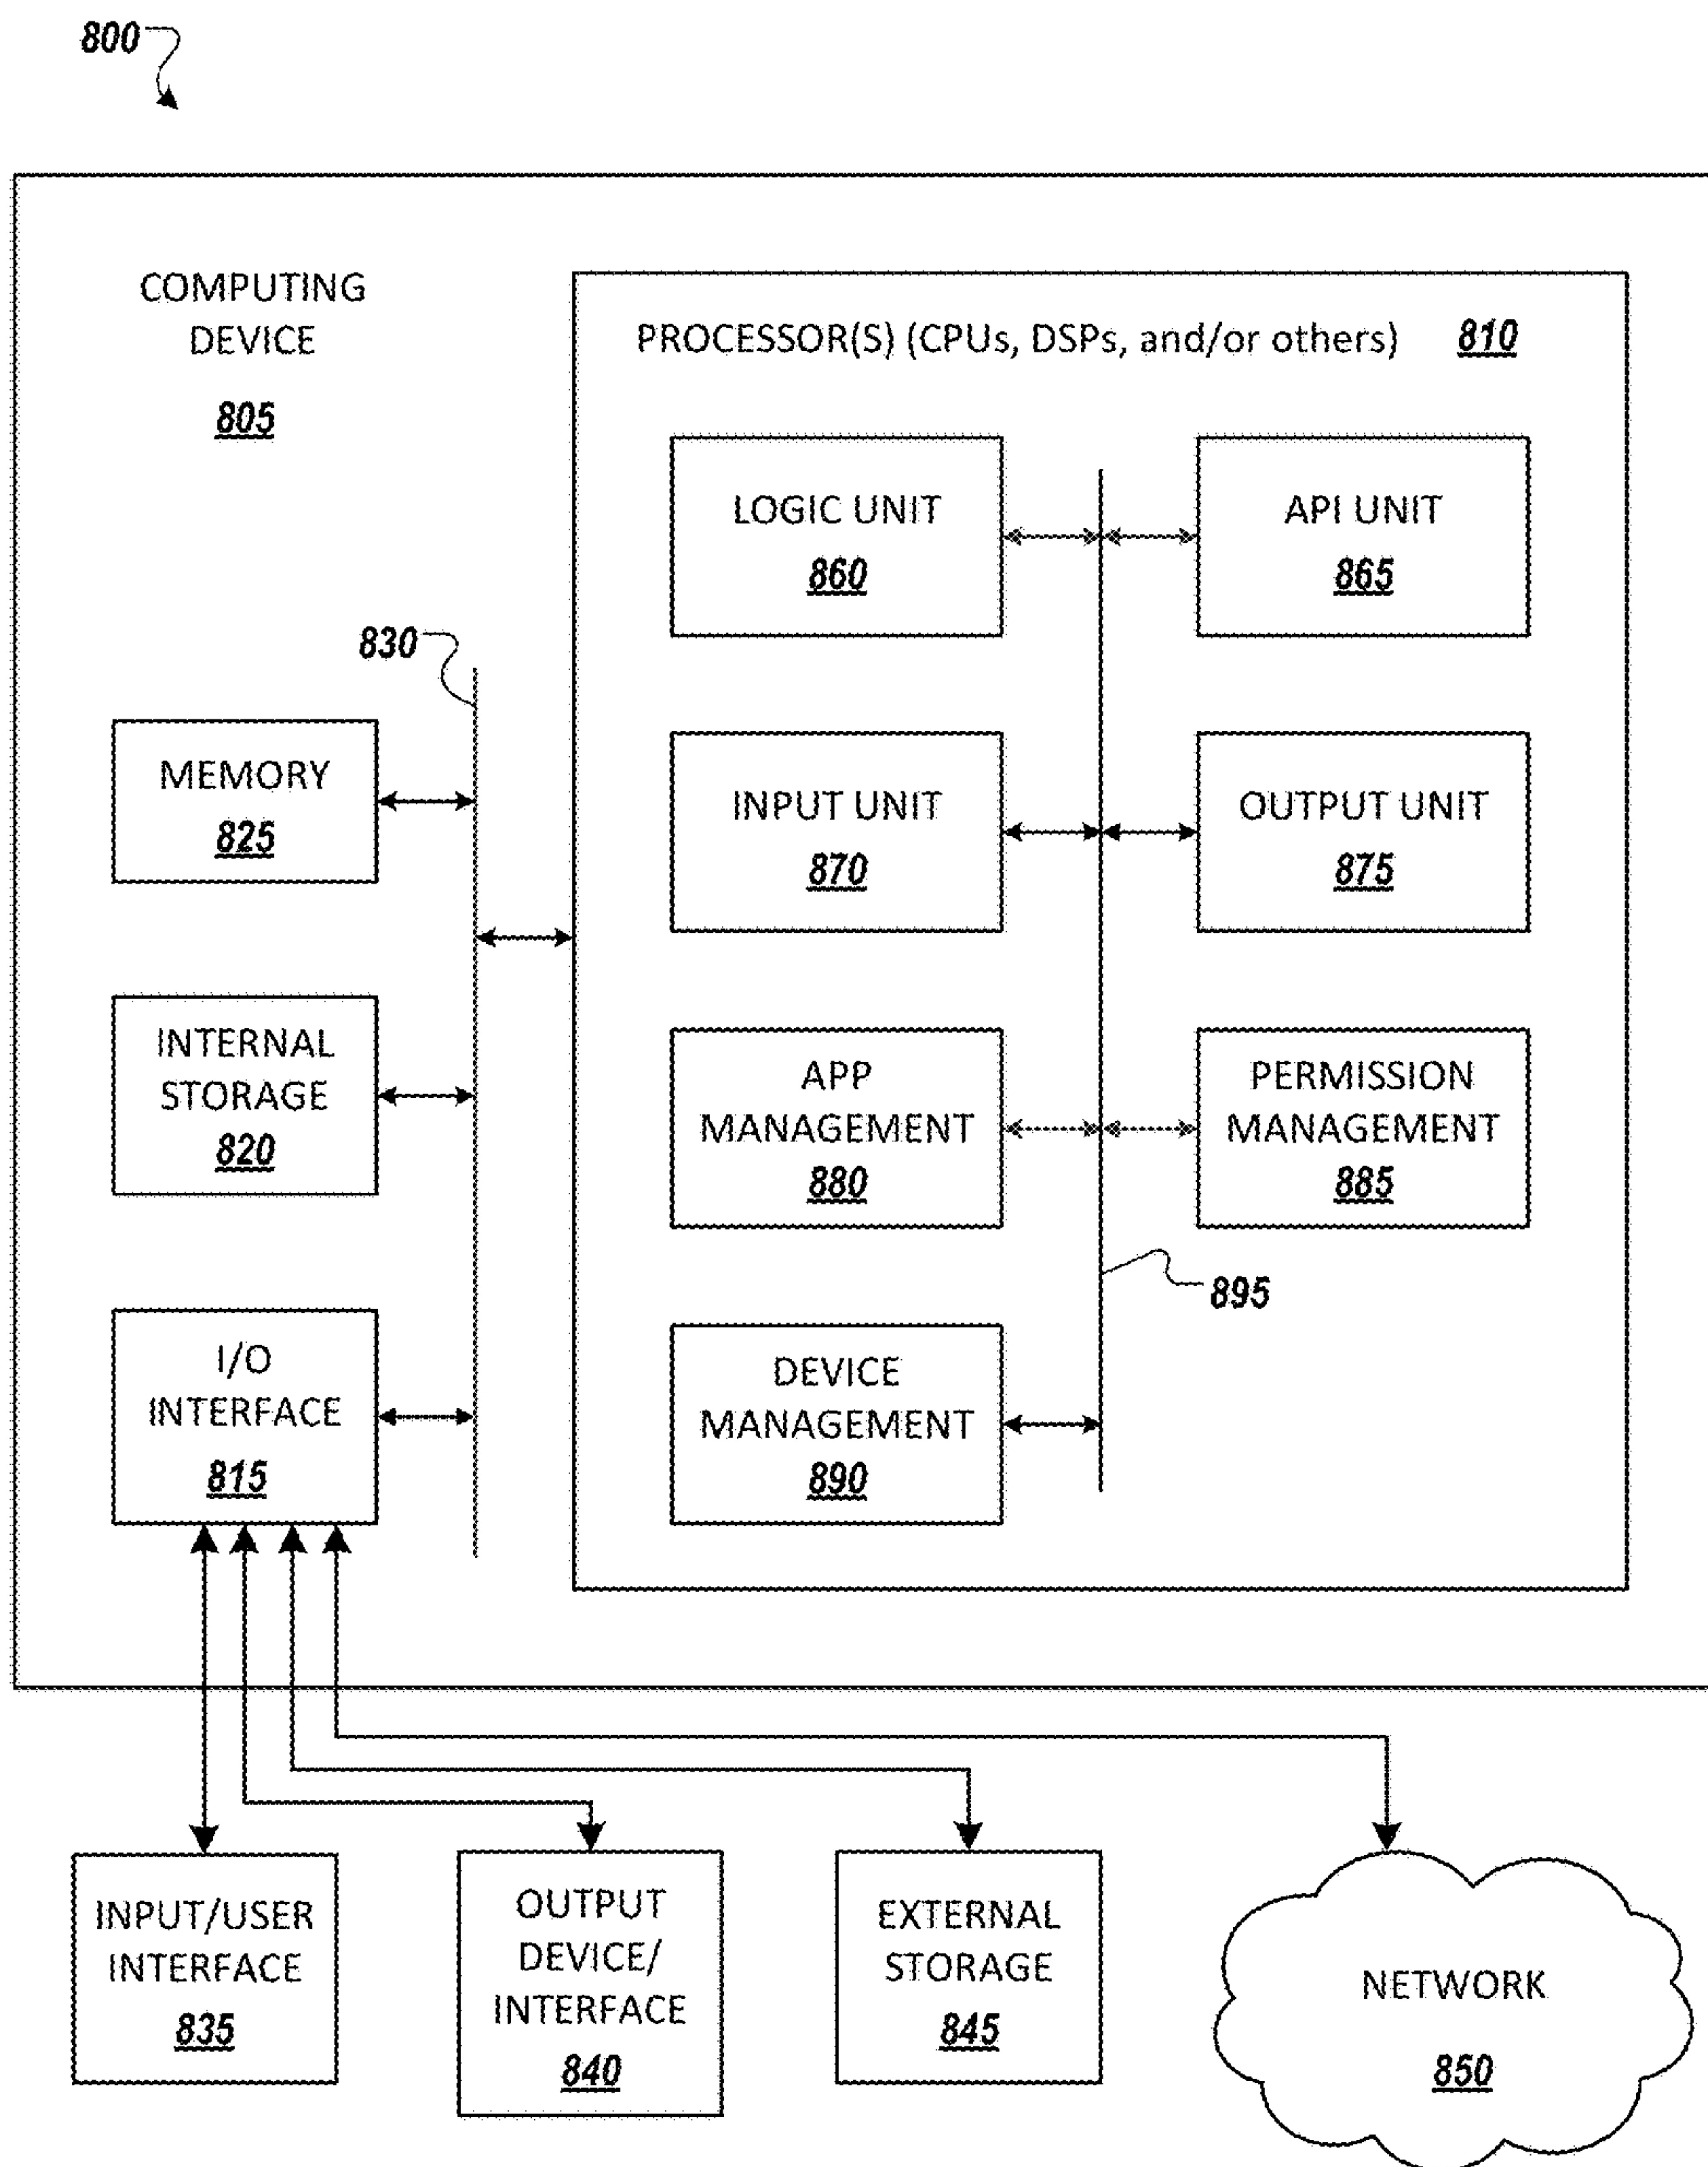 800
COMPUTING
DEVICE
805
PROCESSOR(S) (CPUs, DSPs, and/or others) 810
LOGIC UNIT
860
API UNIT
865
830
MEMORY
825
INPUT UNIT
870
OUTPUT UNIT
875
INTERNAL
STORAGE
820
APP
MANAGEMENT
880
PERMISSION
MANAGEMENT
885
895
I/O
INTERFACE
815
DEVICE
MANAGEMENT
890
INPUT/USER
INTERFACE
835
OUTPUT
DEVICE/
INTERFACE
840
EXTERNAL
STORAGE
845
NETWORK
850